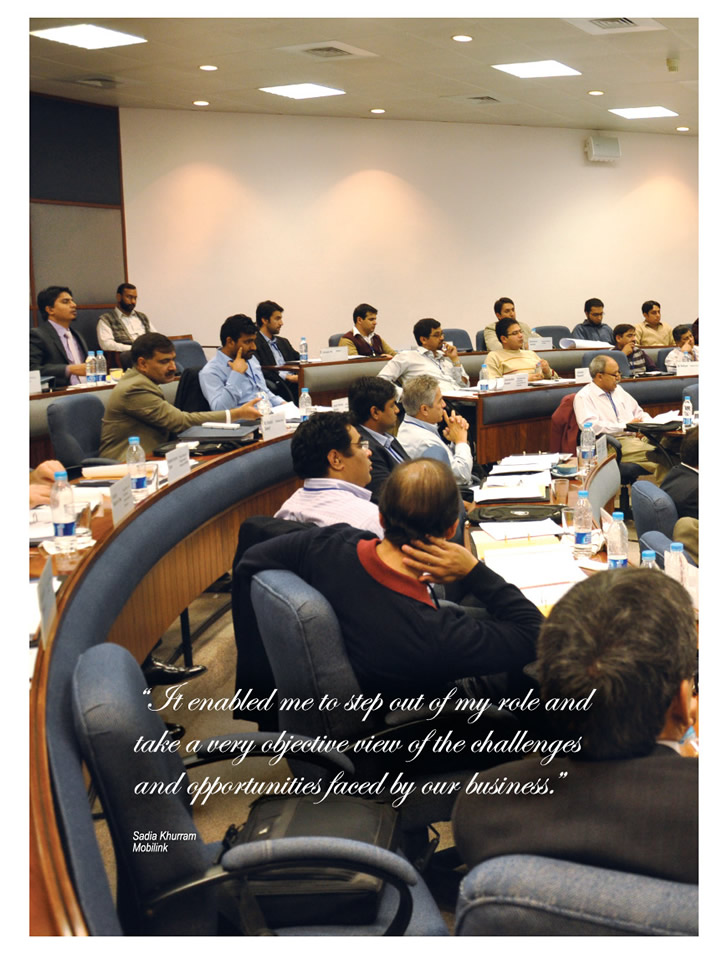 “It enabled me to step out of my role and
take a very objective view of the challenges
and opportunities faced by our business.”
Sadia Khurram
Mobilink